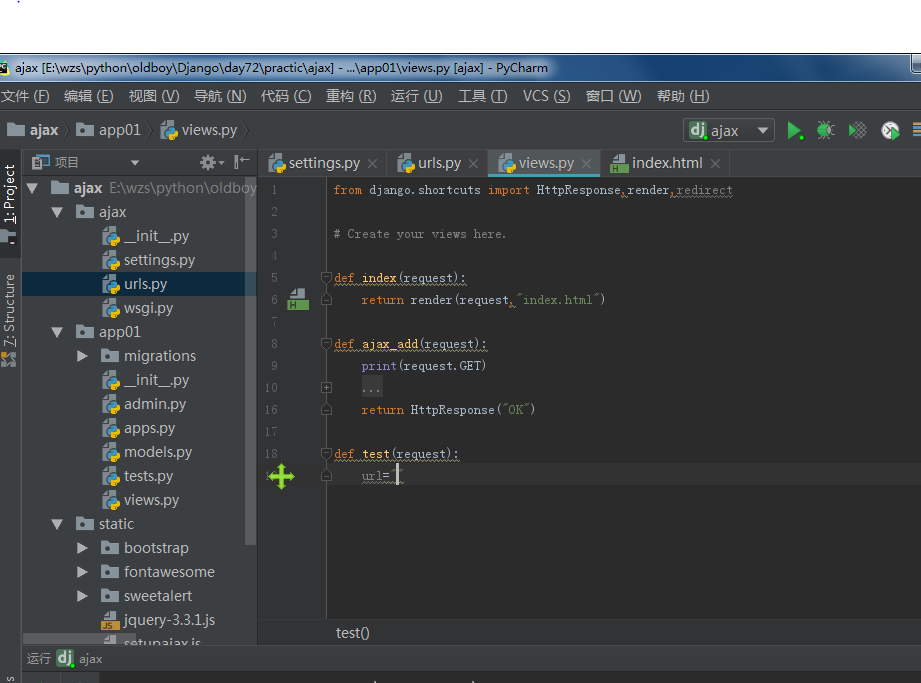 ajax [E:\wzs\python\oldboy\Django\day72\practic\ajax] - ...\app01\views.py [ajax] - PyCharm
文件 (F) 编辑 (E) 视图 (V) 导航 (N) 代码 (C) 重构 (R) 运行 (U) 工具 (T) VCS (S) 窗口 (W) 帮助 (H)
ajax app01 views.py dj ajax
项目 settings.py urls.py views.py index.html
1: Project
Z: Structure
ajax E:\wzs\python\oldboy
ajax
__init__.py
settings.py
urls.py
wsgi.py
app01
migrations
__init__.py
admin.py
apps.py
models.py
tests.py
views.py
static
bootstrap
fontawesome
sweetalert
JS jquery-3.3.1.js
setupajax.js
1 from django.shortcuts import HttpResponse,render,redirect
2
3 # Create your views here.
4
5 def index(request):
6 return render(request,"index.html")
7
8 def ajax_add(request):
9 print(request.GET)
10 ...
16 return HttpResponse("OK")
17
18 def test(request):
url=""
test()
运行 dj ajax